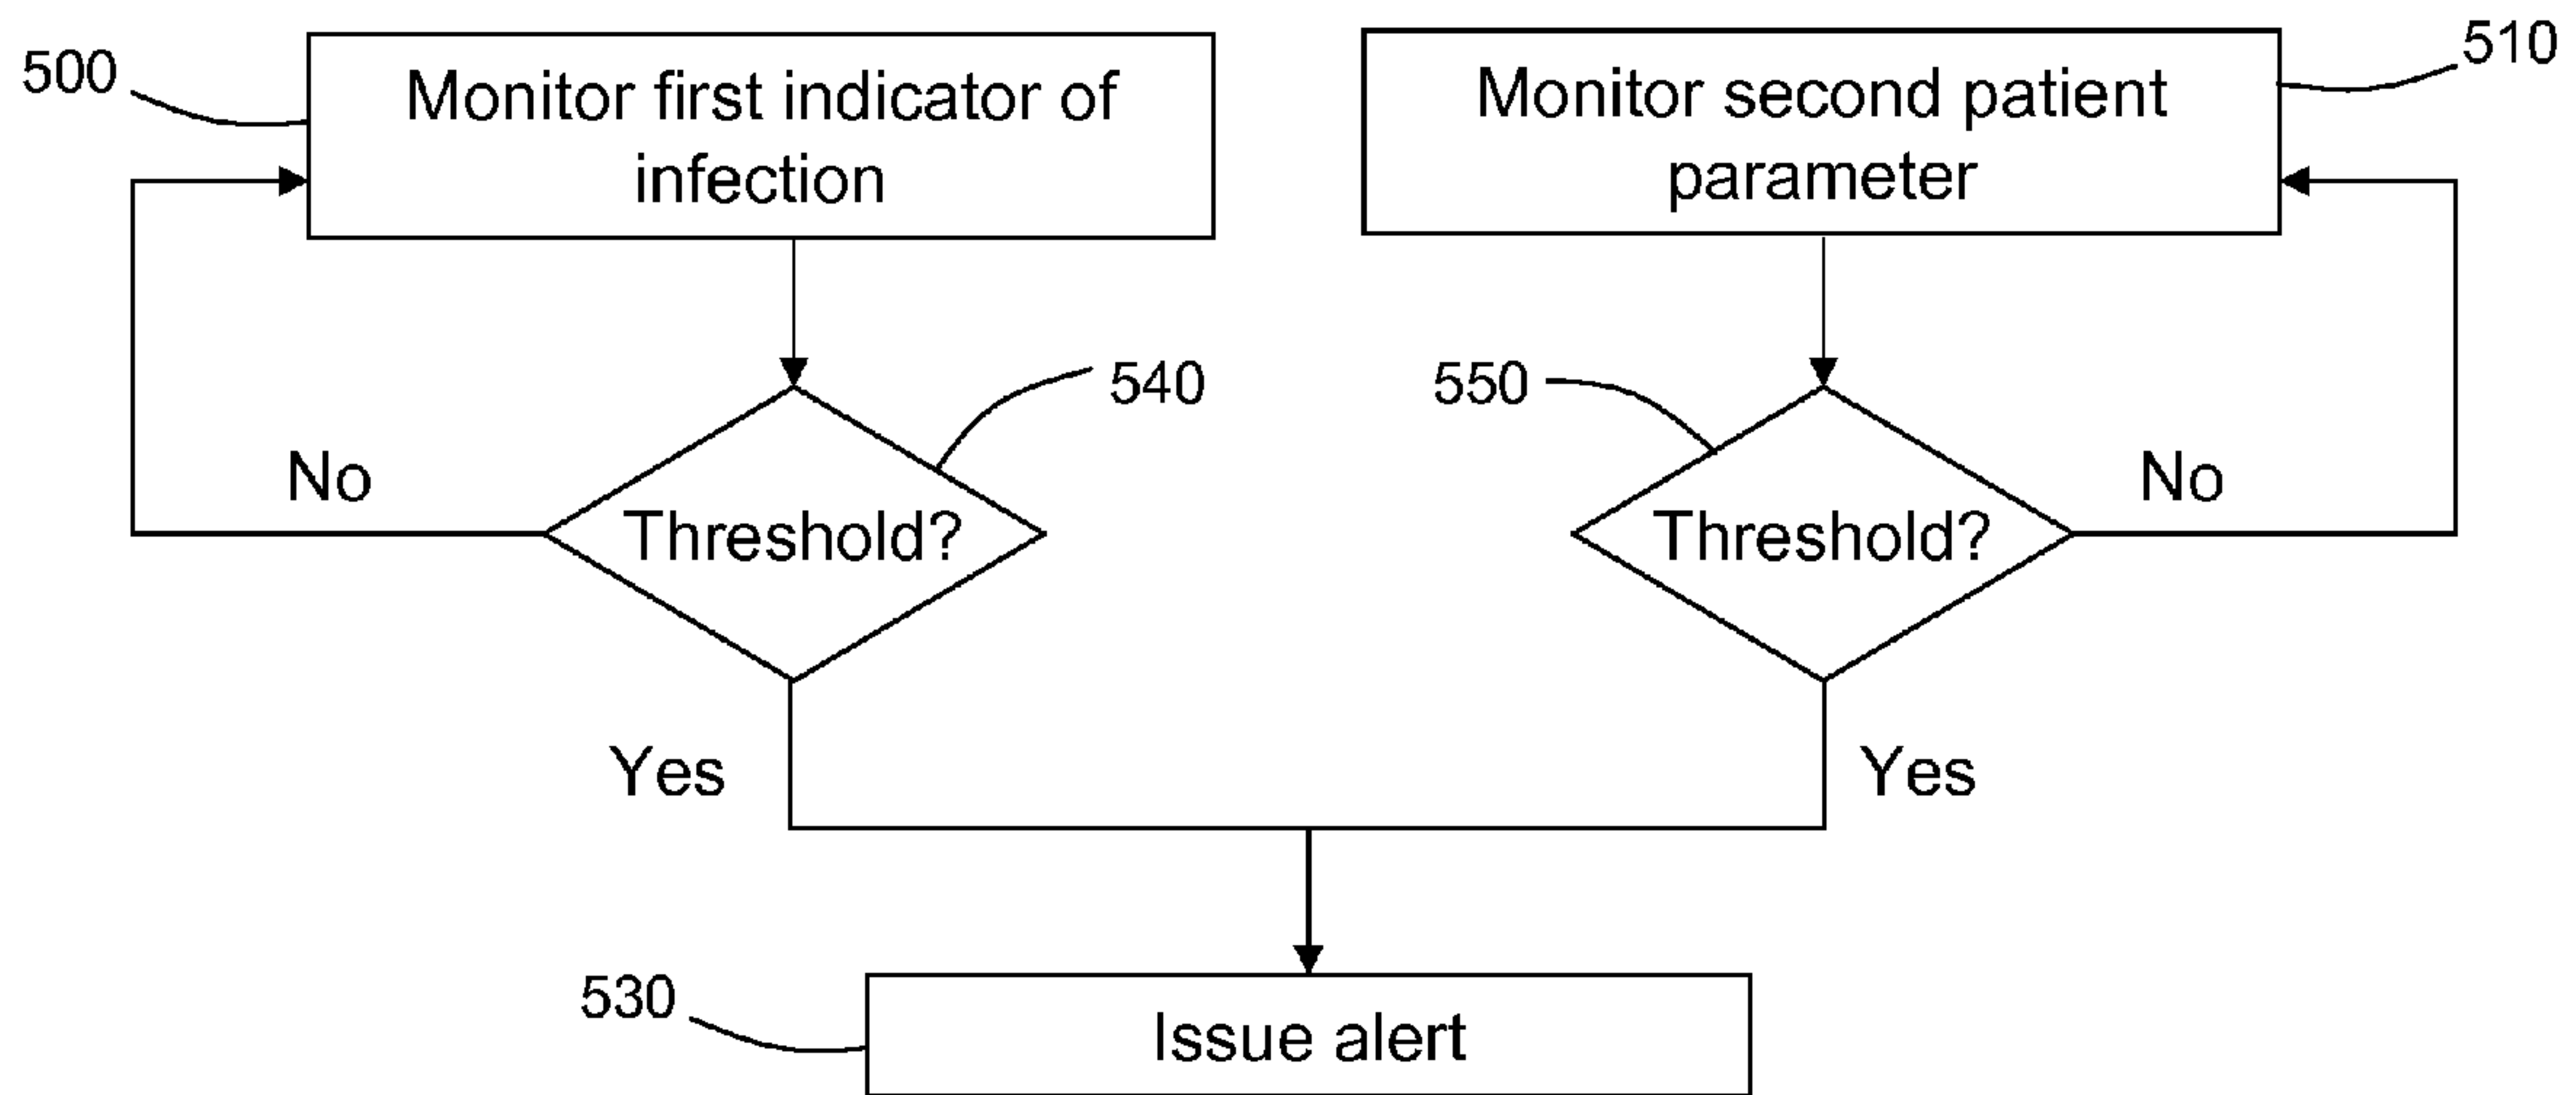 500
Monitor first indicator of
infection
Monitor second patient
parameter
510
540
550
No
Threshold?
Threshold?
No
Yes
Yes
530
Issue alert